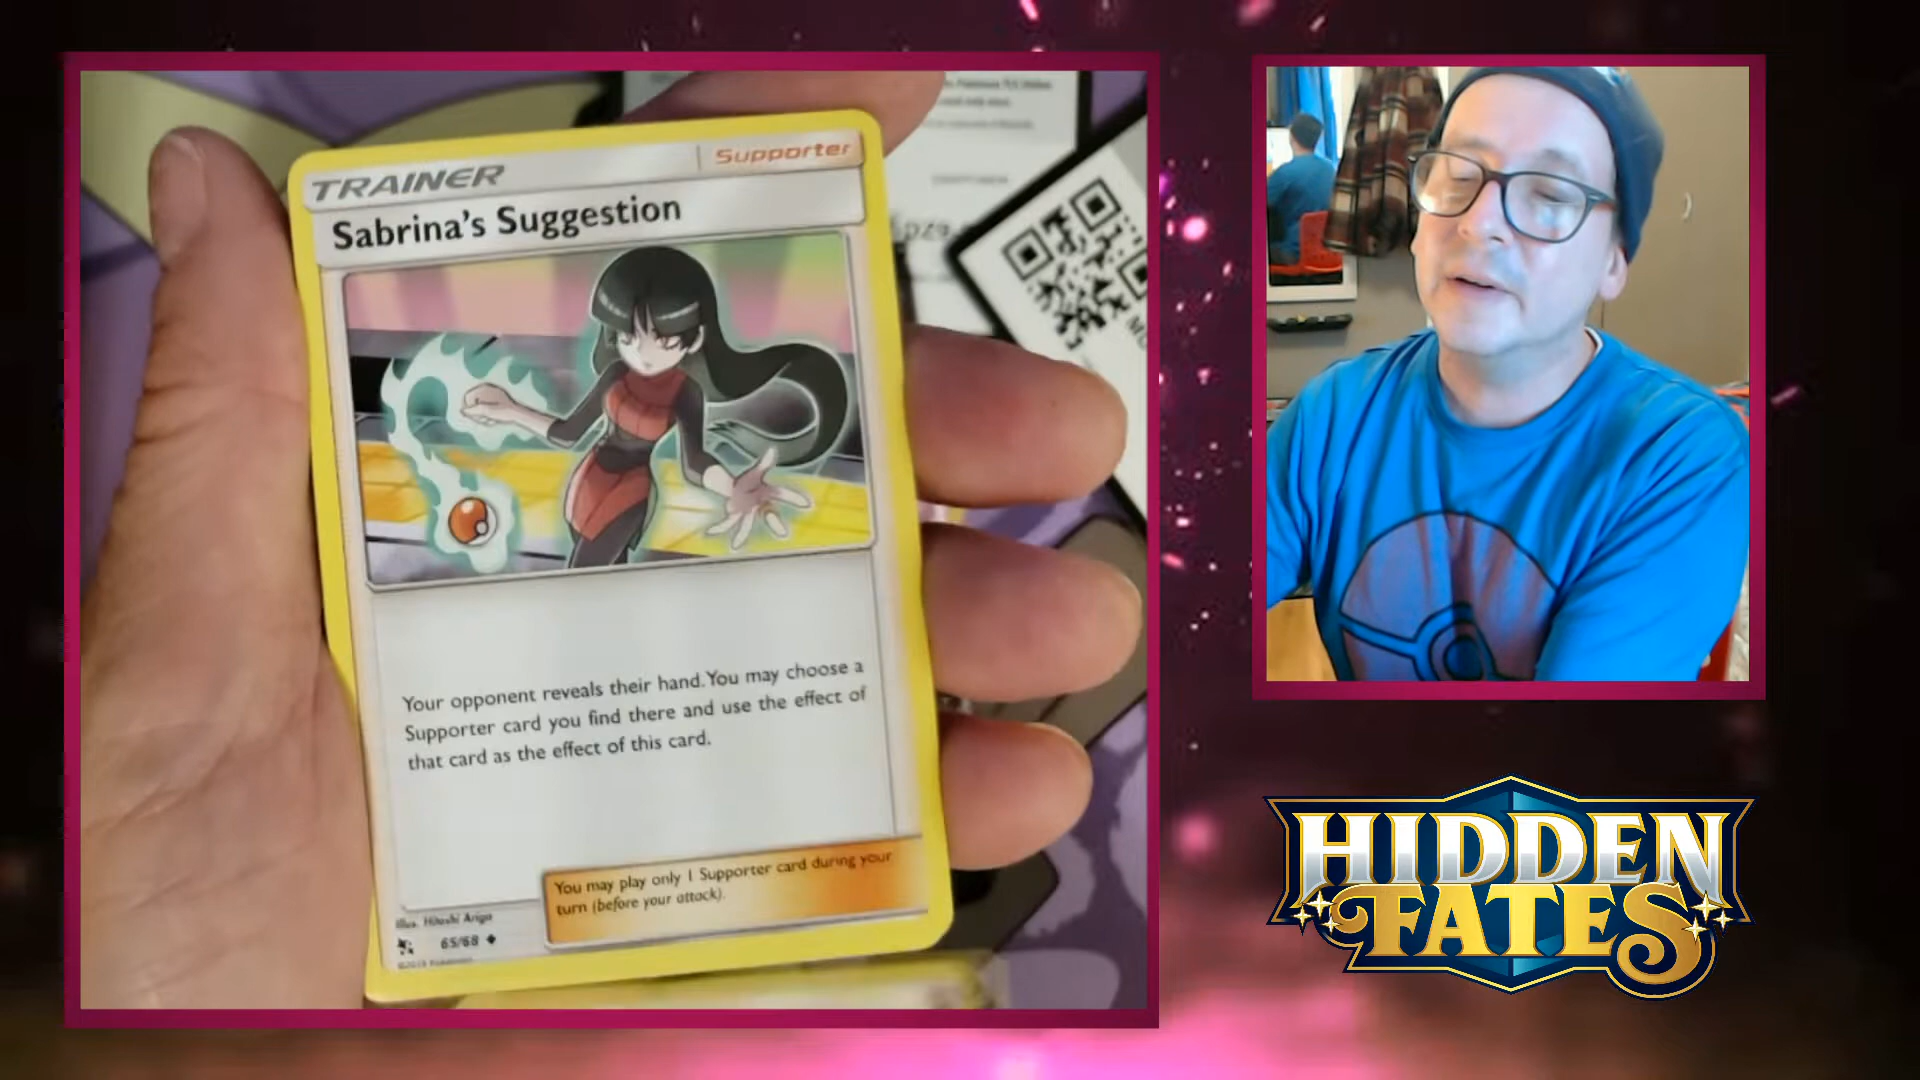 TRAINER
Supporter
Sabrina's Suggestion
Your opponent reveals their hand. You may choose a
Supporter card you find there and use the effect of
that card as the effect of this card.
You may play only 1 Supporter card during your
turn (before your attack).
Illus. Hitoshi Ariga
65/68
HIDDEN
FATES